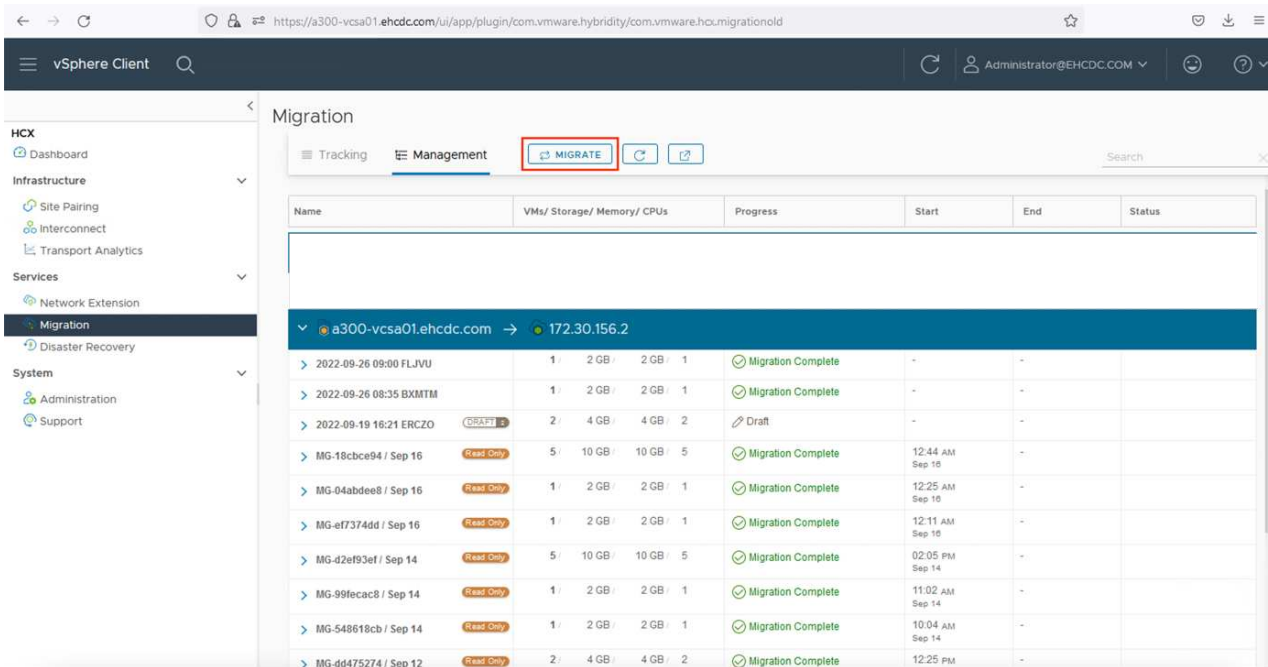 https://a300-vcsa01.ehcdc.com/ui/app/plugin/com.vmware.hybridity/com.vmware.hcx.migrationold
vSphere Client
Administrator@EHCDC.COM
HCX
Dashboard
Infrastructure
Site Pairing
Interconnect
Transport Analytics
Services
Network Extension
Migration
Disaster Recovery
System
Administration
Support
Migration
Tracking Management MIGRATE Search
Name VMs/ Storage/ Memory/ CPUs Progress Start End Status
a300-vcsa01.ehcdc.com → 172.30.156.2
2022-09-26 09:00 FLJVU 1 / 2 GB / 2 GB / 1 Migration Complete - -
2022-09-26 08:35 BXMTM 1 / 2 GB / 2 GB / 1 Migration Complete - -
2022-09-19 16:21 ERCZO DRAFT 2 / 4 GB / 4 GB / 2 Draft - -
MG-18cbce94 / Sep 16 Read Only 5 / 10 GB / 10 GB / 5 Migration Complete 12:44 AM -
Sep 16
MG-04abdee8 / Sep 16 Read Only 1 / 2 GB / 2 GB / 1 Migration Complete 12:25 AM -
Sep 16
MG-ef7374dd / Sep 16 Read Only 1 / 2 GB / 2 GB / 1 Migration Complete 12:11 AM -
Sep 16
MG-d2ef93ef / Sep 14 Read Only 5 / 10 GB / 10 GB / 5 Migration Complete 02:05 PM -
Sep 14
MG-99fecac8 / Sep 14 Read Only 1 / 2 GB / 2 GB / 1 Migration Complete 11:02 AM -
Sep 14
MG-548618cb / Sep 14 Read Only 1 / 2 GB / 2 GB / 1 Migration Complete 10:04 AM -
Sep 14
MG-dd475274 / Sep 12 Read Only 2 / 4 GB / 4 GB / 2 Migration Complete 12:25 PM -